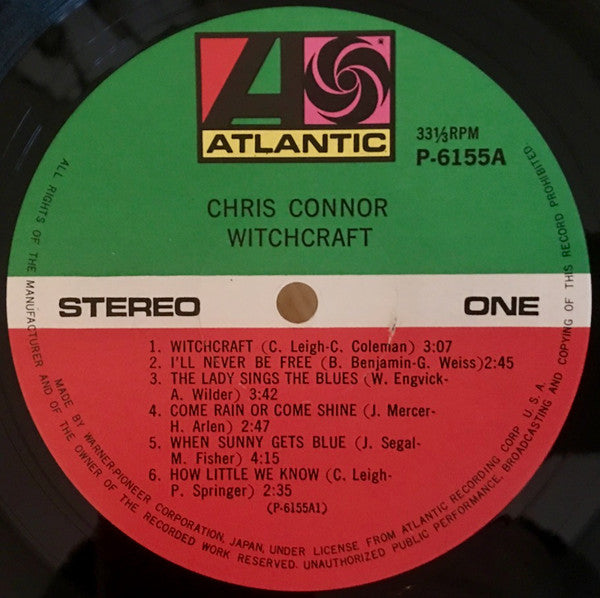 ATLANTIC
33⅓RPM
P-6155A
CHRIS CONNOR
WITCHCRAFT
STEREO
ONE
1. WITCHCRAFT (C. Leigh-C. Coleman) 3:07
2. I'LL NEVER BE FREE (B. Benjamin-G. Weiss)2:45
3. THE LADY SINGS THE BLUES (W. Engvick-
A. Wilder) 3:42
4. COME RAIN OR COME SHINE (J. Mercer-
H. Arlen) 2:47
5. WHEN SUNNY GETS BLUE (J. Segal-
M. Fisher) 4:15
6. HOW LITTLE WE KNOW (C. Leigh-
P. Springer) 2:35
(P-6155A1)
MADE BY WARNER-PIONEER CORPORATION, JAPAN, UNDER LICENSE FROM ATLANTIC RECORDING CORP. U.S.A.
ALL RIGHTS OF THE MANUFACTURER AND OF THE OWNER OF THE RECORDED WORK RESERVED. UNAUTHORIZED PUBLIC PERFORMANCE, BROADCASTING AND COPYING OF THIS RECORD PROHIBITED.